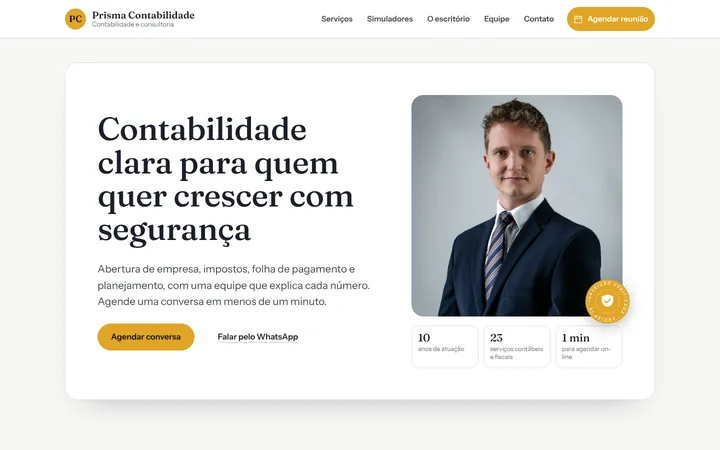 PC
Prisma Contabilidade
Contabilidade e consultoria
Serviços
Simuladores
O escritório
Equipe
Contato
Agendar reunião
Contabilidade
clara para quem
quer crescer com
segurança
Abertura de empresa, impostos, folha de pagamento e
planejamento, com uma equipe que explica cada número.
Agende uma conversa em menos de um minuto.
Agendar conversa
Falar pelo WhatsApp
10
anos de atuação
23
serviços contábeis
e fiscais
1 min
para agendar on-
line